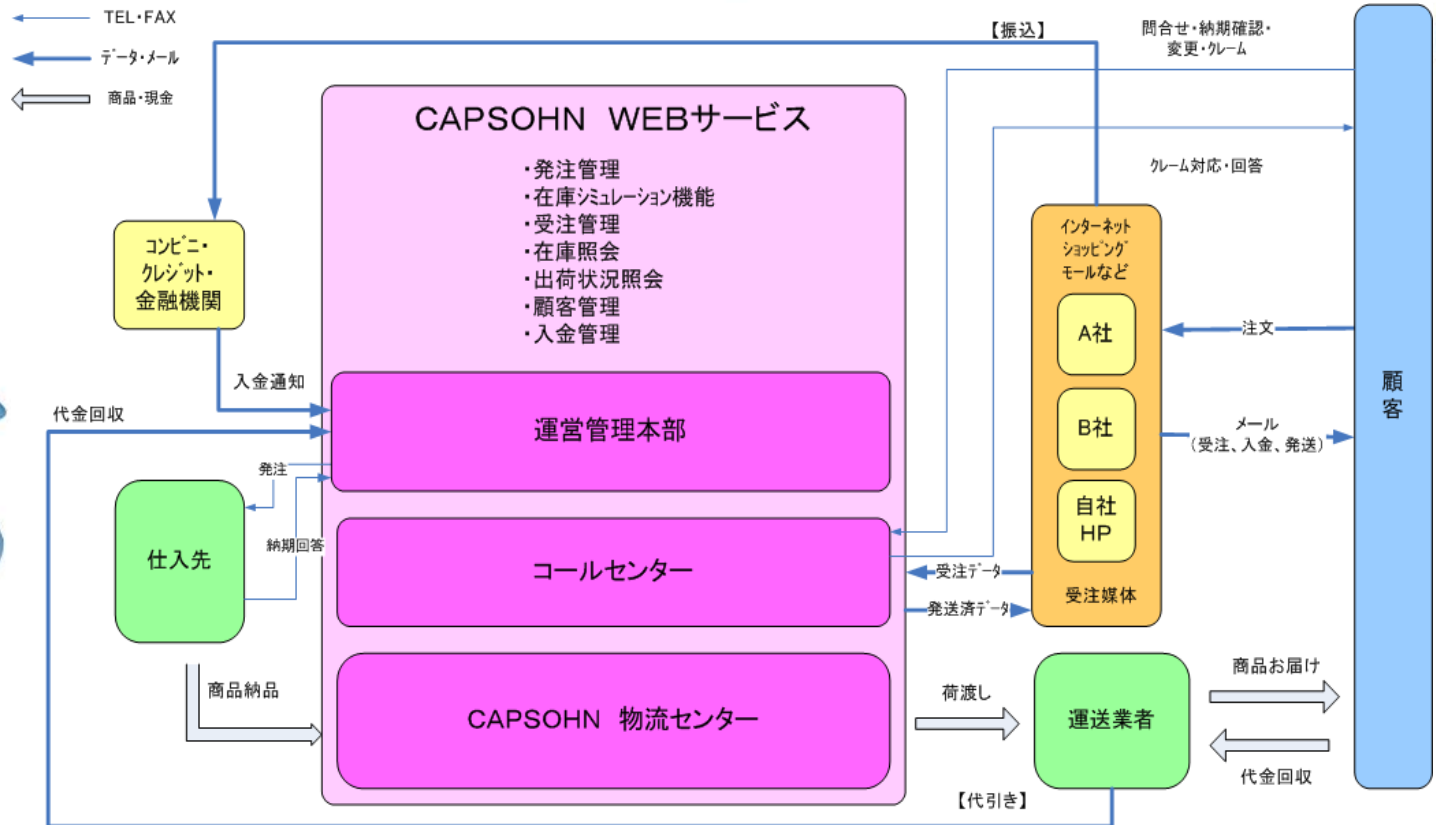 TEL・FAX
データ・メール
商品・現金
【振込】
問合せ・納期確認・
変更・クレーム
CAPSOHN WEBサービス
・発注管理
・在庫シミュレーション機能
・受注管理
・在庫照会
・出荷状況照会
・顧客管理
・入金管理
クレーム対応・回答
コンビニ・
クレジット・
金融機関
インターネット
ショッピング
モールなど
A社
B社
自社
HP
受注媒体
注文
メール
(受注、入金、発送)
顧
客
入金通知
代金回収
運営管理本部
発注
納期回答
仕入先
コールセンター
受注データ
発送済データ
商品納品
CAPSOHN 物流センター
荷渡し
運送業者
商品お届け
代金回収
【代引き】